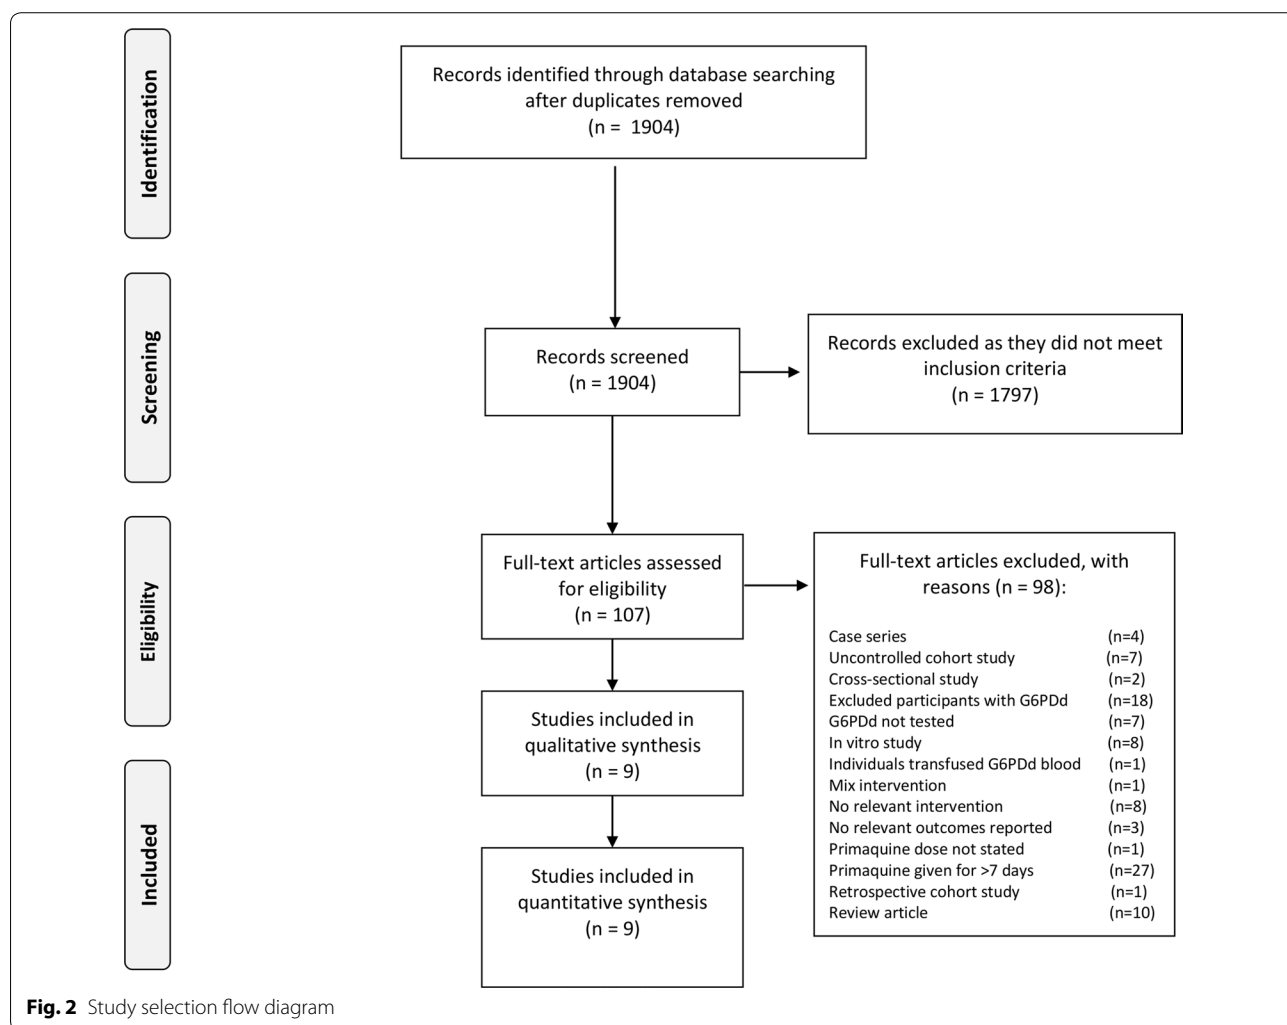 Identification
Records identified through database searching
after duplicates removed
(n = 1904)
Screening
Records screened
(n = 1904)
Records excluded as they did not meet
inclusion criteria
(n = 1797)
Eligibility
Full-text articles assessed
for eligibility
(n = 107)
Full-text articles excluded, with
reasons (n = 98):
Case series (n=4)
Uncontrolled cohort study (n=7)
Cross-sectional study (n=2)
Excluded participants with G6PDd (n=18)
G6PDd not tested (n=7)
In vitro study (n=8)
Individuals transfused G6PDd blood (n=1)
Mix intervention (n=1)
No relevant intervention (n=8)
No relevant outcomes reported (n=3)
Primaquine dose not stated (n=1)
Primaquine given for >7 days (n=27)
Retrospective cohort study (n=1)
Review article (n=10)
Studies included in
qualitative synthesis
(n = 9)
Included
Studies included in
quantitative synthesis
(n = 9)
Fig. 2 Study selection flow diagram